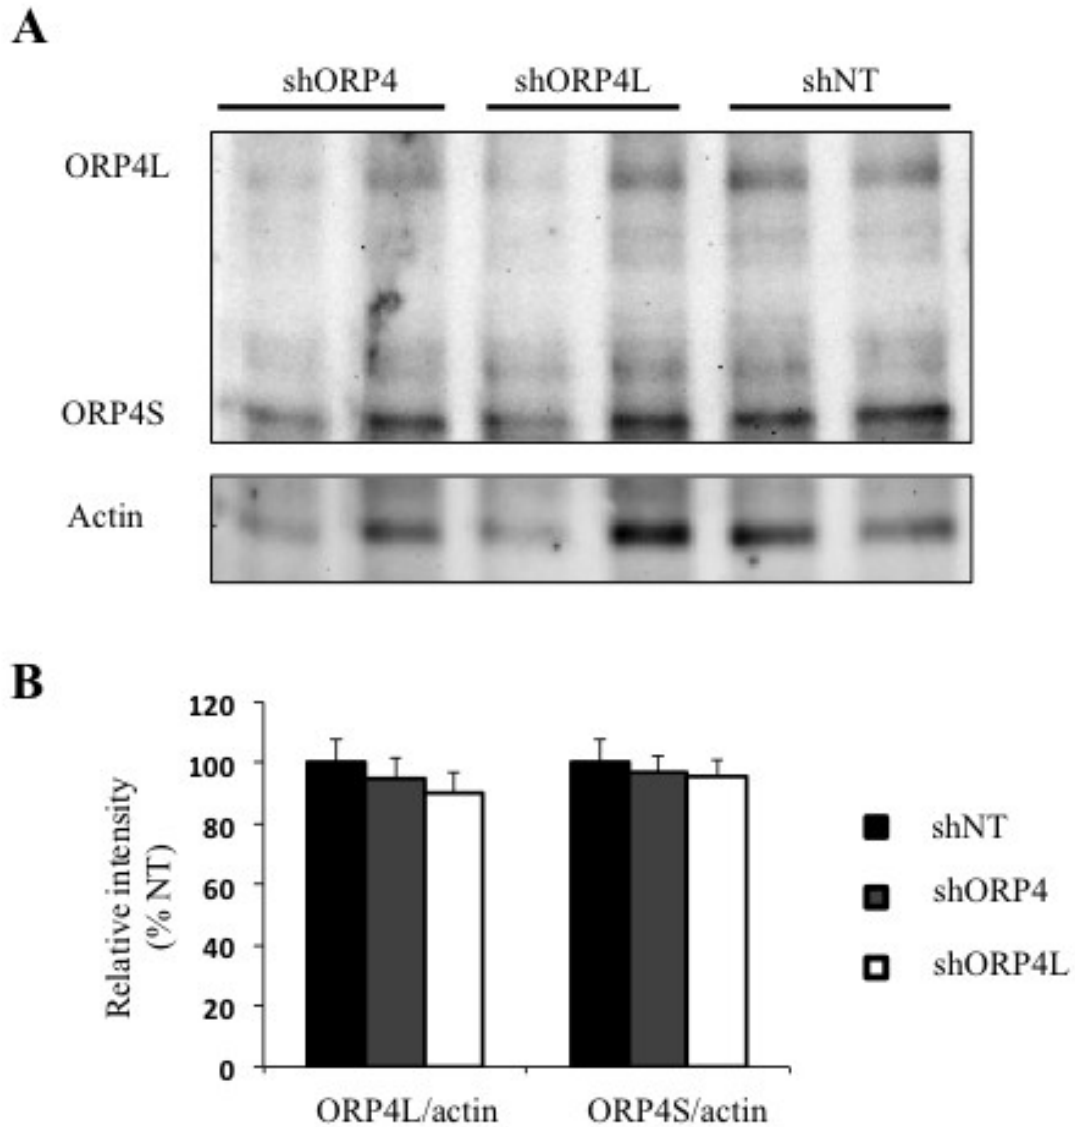 A
shORP4 shORP4L shNT
ORP4L
ORP4S
Actin
B
120
100
80
60
40
20
0
Relative intensity
(% NT)
ORP4L/actin ORP4S/actin
shNT
shORP4
shORP4L